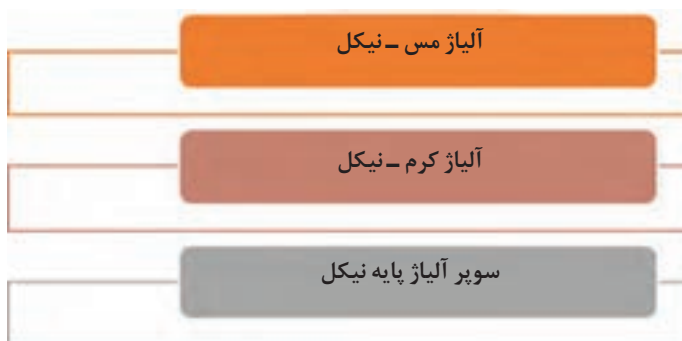 آلیاژ مس ـ نیکل
آلیاژ کرم ـ نیکل
سوپر آلیاژ پایه نیکل